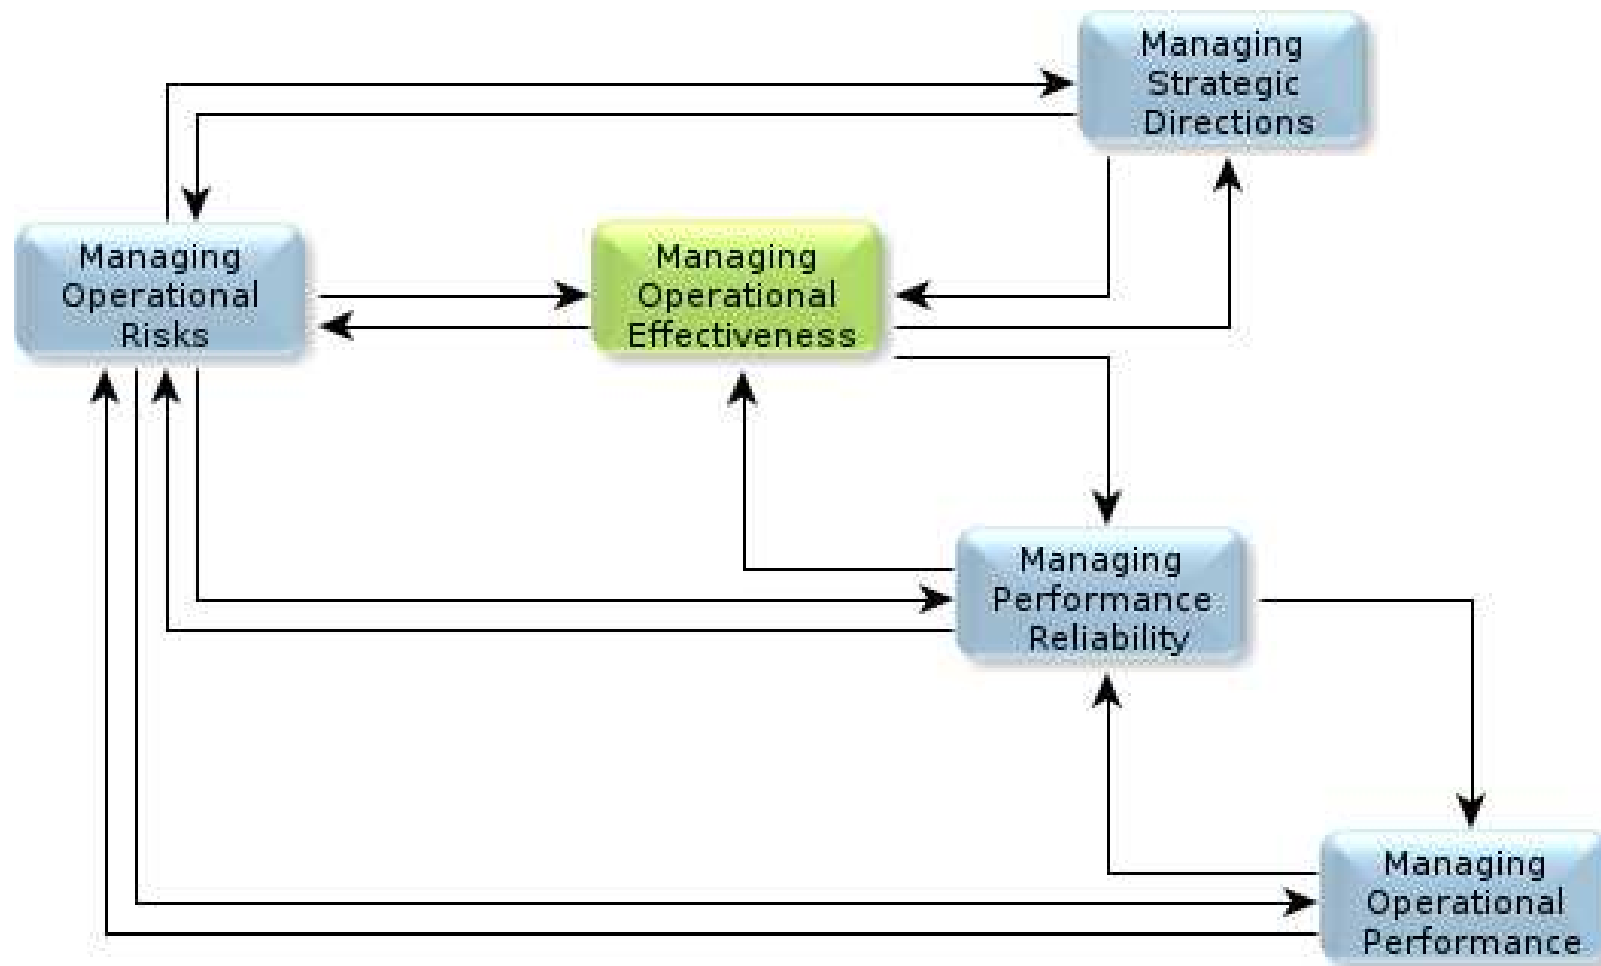 Managing
Strategic
Directions
Managing
Operational
Risks
Managing
Operational
Effectiveness
Managing
Performance
Reliability
Managing
Operational
Performance